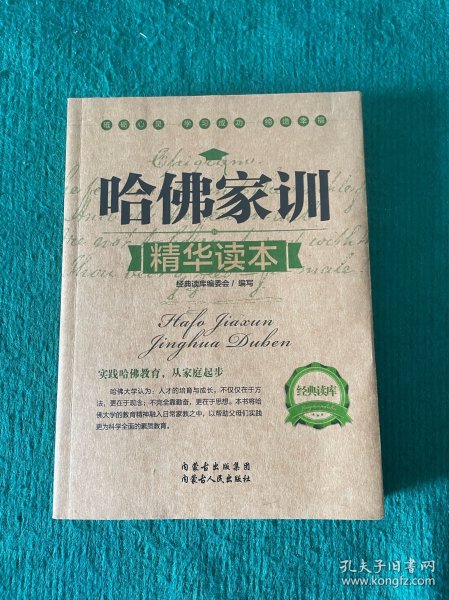 学习成功
哈佛家训
精华读本
经典读库编委会 / 编写
Hafo Jiaxun
Jinghua Duben
实践哈佛教育，从家庭起步
哈佛大学认为：人才的培育与成长，不仅仅在于方
法，更在于观念；不完全靠勤奋，更在于思想。本书将哈
佛大学的教育精神融入日常家教之中，以帮助父母们实践
更为科学全面的素质教育。
经典读库
内蒙古出版集团
内蒙古人民出版社
孔夫子旧书网
www.kongfz.com